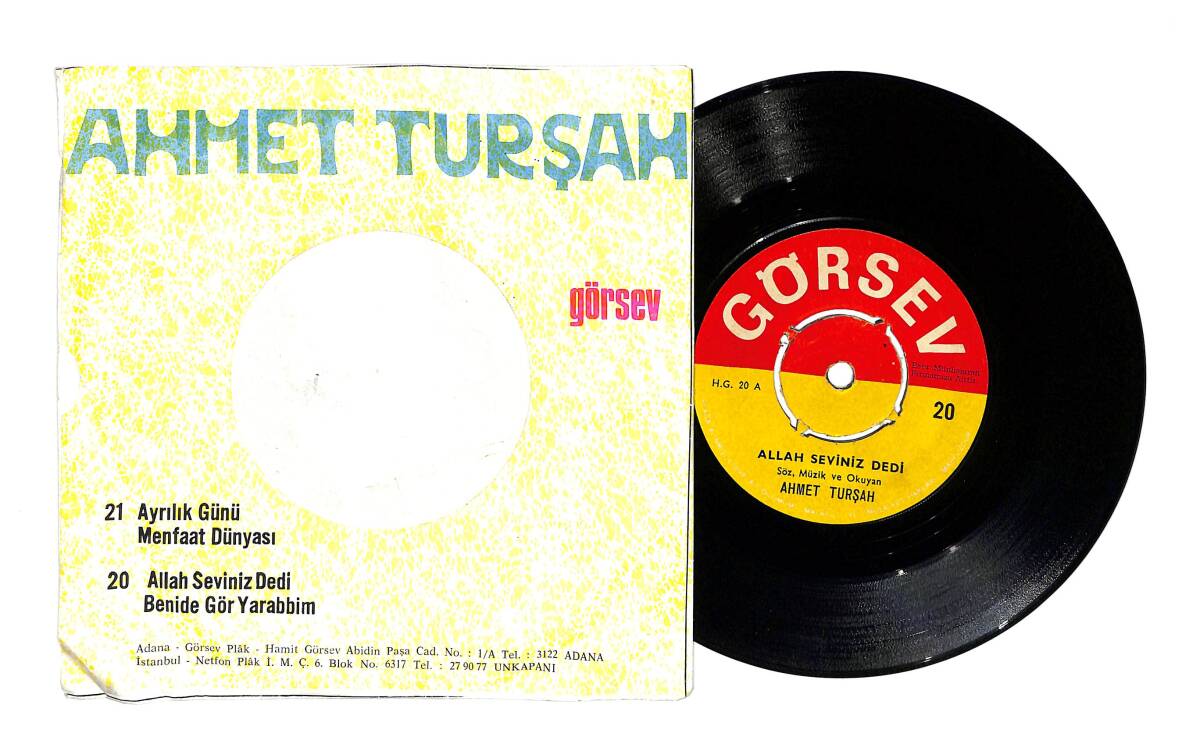 AHMET TURŞAH
görsev
21 Ayrılık Günü
Menfaat Dünyası
20 Allah Seviniz Dedi
Benide Gör Yarabbim
Adana - Görsev Plâk - Hamit Görsev Abidin Paşa Cad. No. : 1/A Tel. : 3122 ADANA
İstanbul - Netfon Plâk İ. M. Ç. 6. Blok No. 6317 Tel. : 27 90 77 UNKAPANI
GÖRSEV
H.G. 20 A
20
ALLAH SEVİNİZ DEDİ
Söz, Müzik ve Okuyan
AHMET TURŞAH